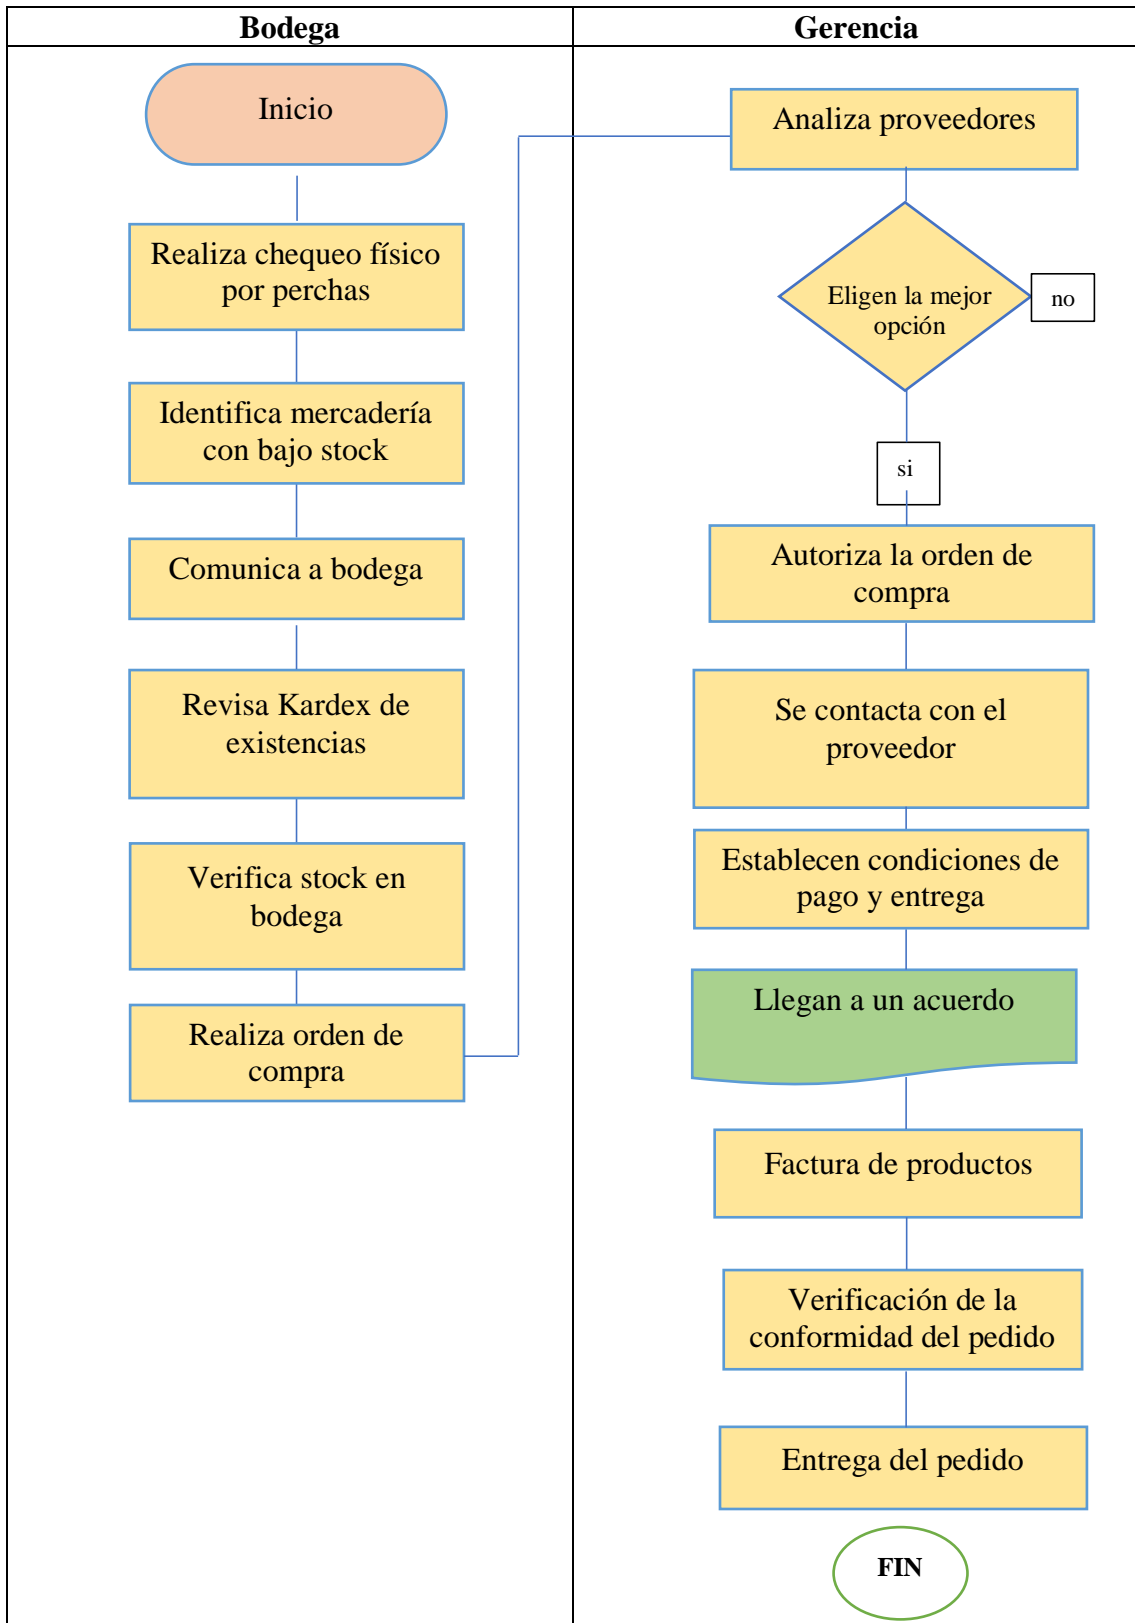 Bodega
Gerencia
Inicio
Realiza chequeo físico
por perchas
Identifica mercadería
con bajo stock
Comunica a bodega
Revisa Kardex de
existencias
Verifica stock en
bodega
Realiza orden de
compra
Analiza proveedores
Eligen la mejor
opción
no
si
Autoriza la orden de
compra
Se contacta con el
proveedor
Establecen condiciones de
pago y entrega
Llegan a un acuerdo
Factura de productos
Verificación de la
conformidad del pedido
Entrega del pedido
FIN